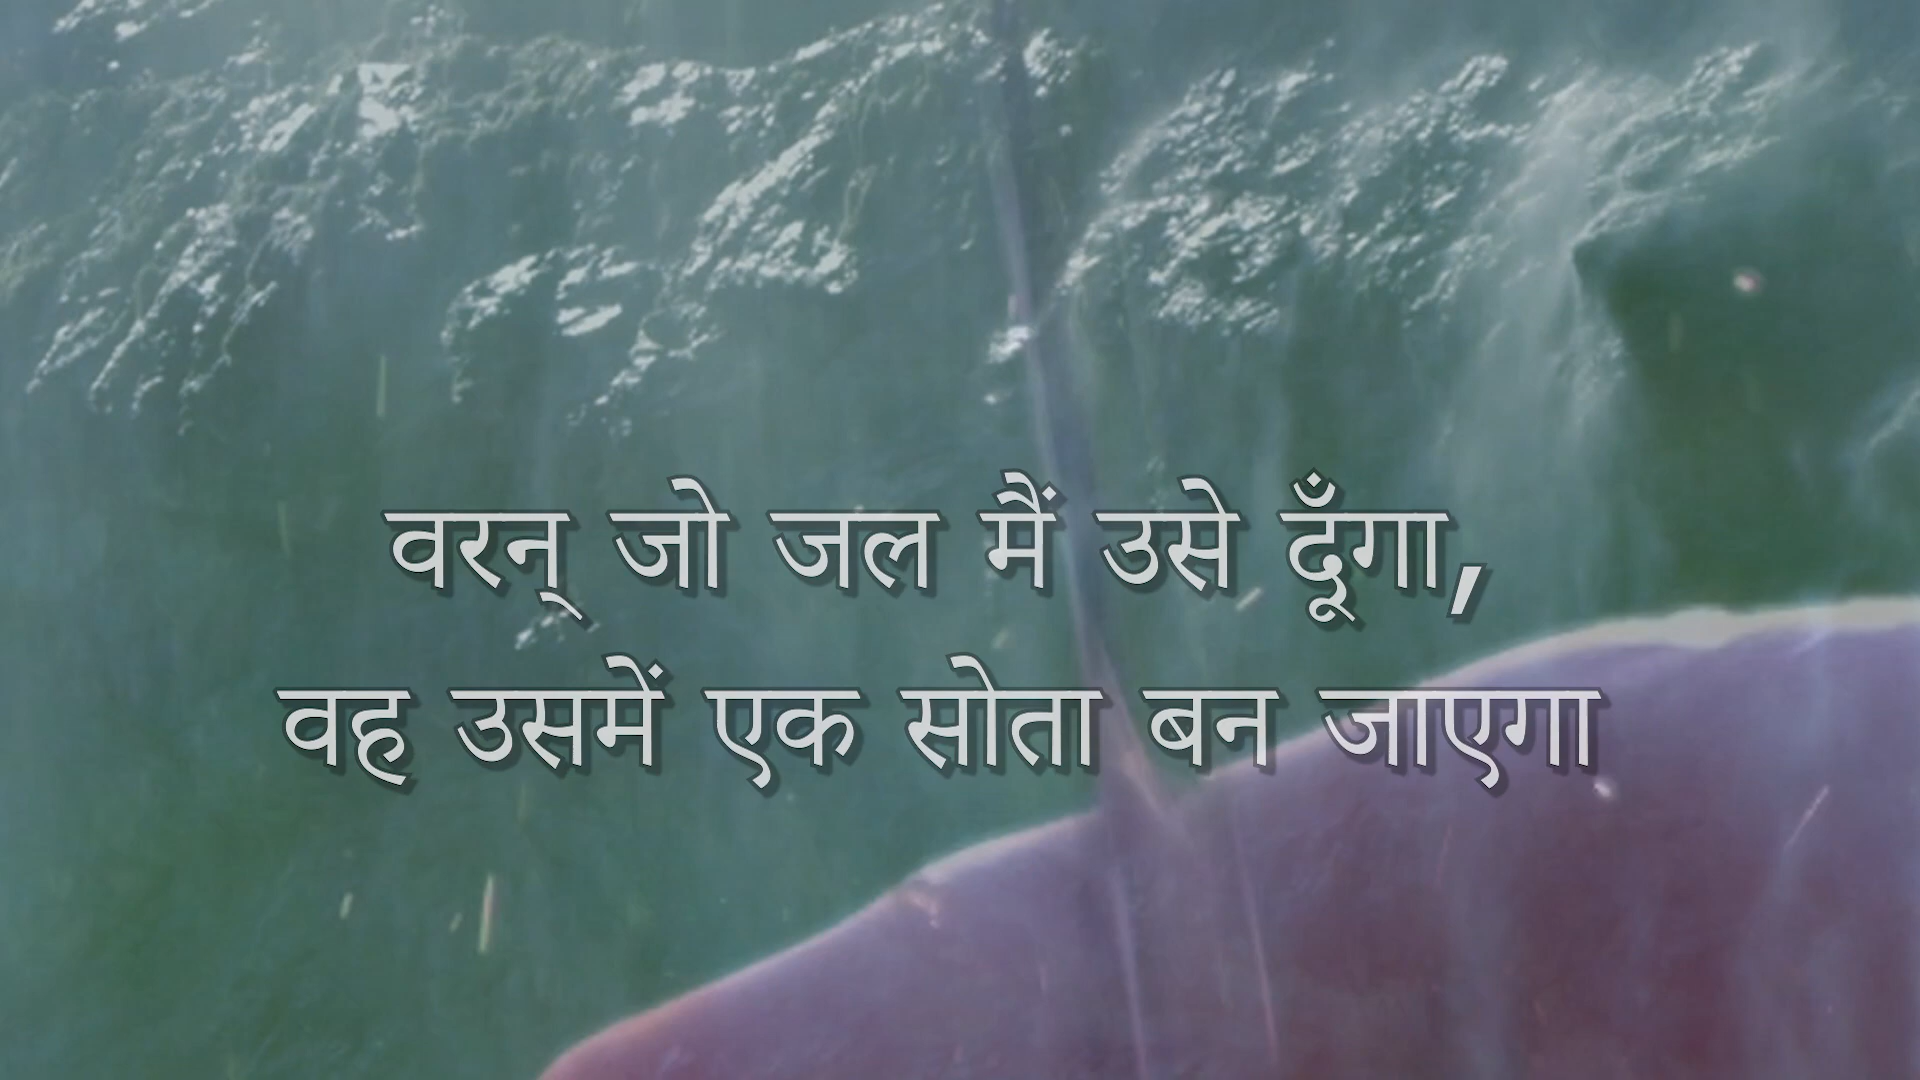 वरन् जो जल मैं उसे दूँगा,
वह उसमें एक सोता बन जाएगा